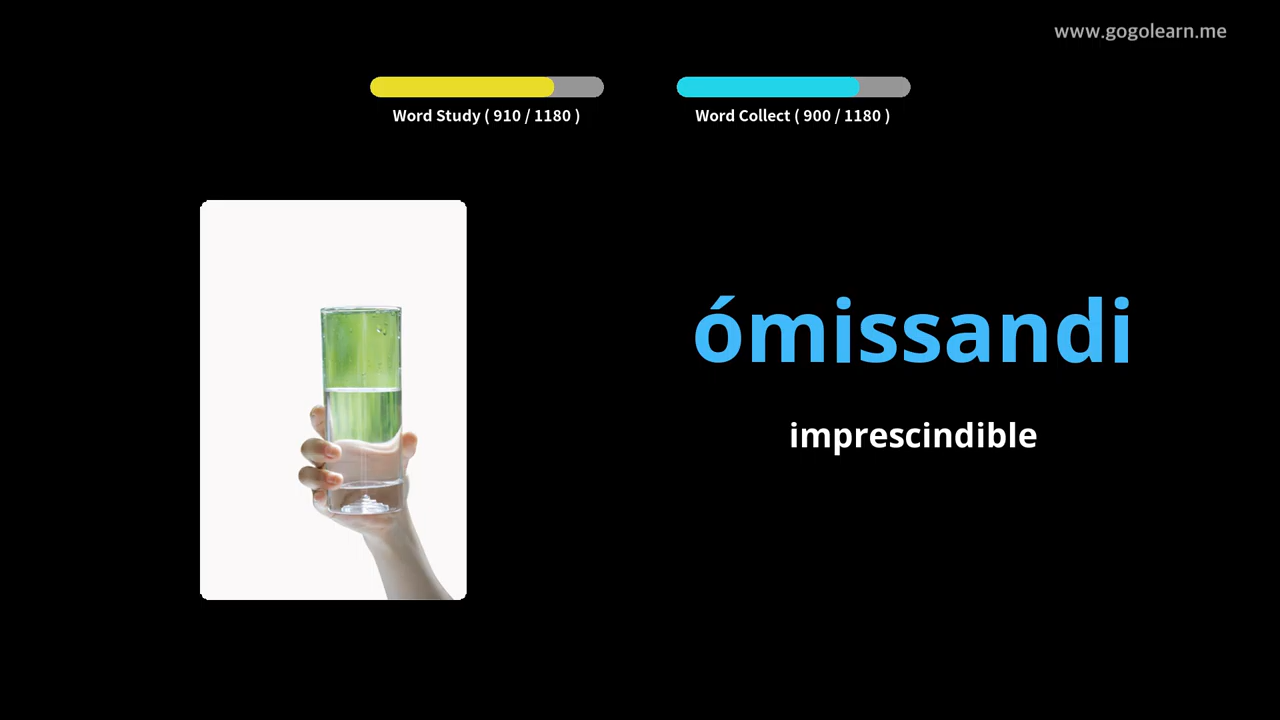 www.gogolearn.me
Word Study ( 910 / 1180 )
Word Collect ( 900 / 1180 )
ómissandi
imprescindible